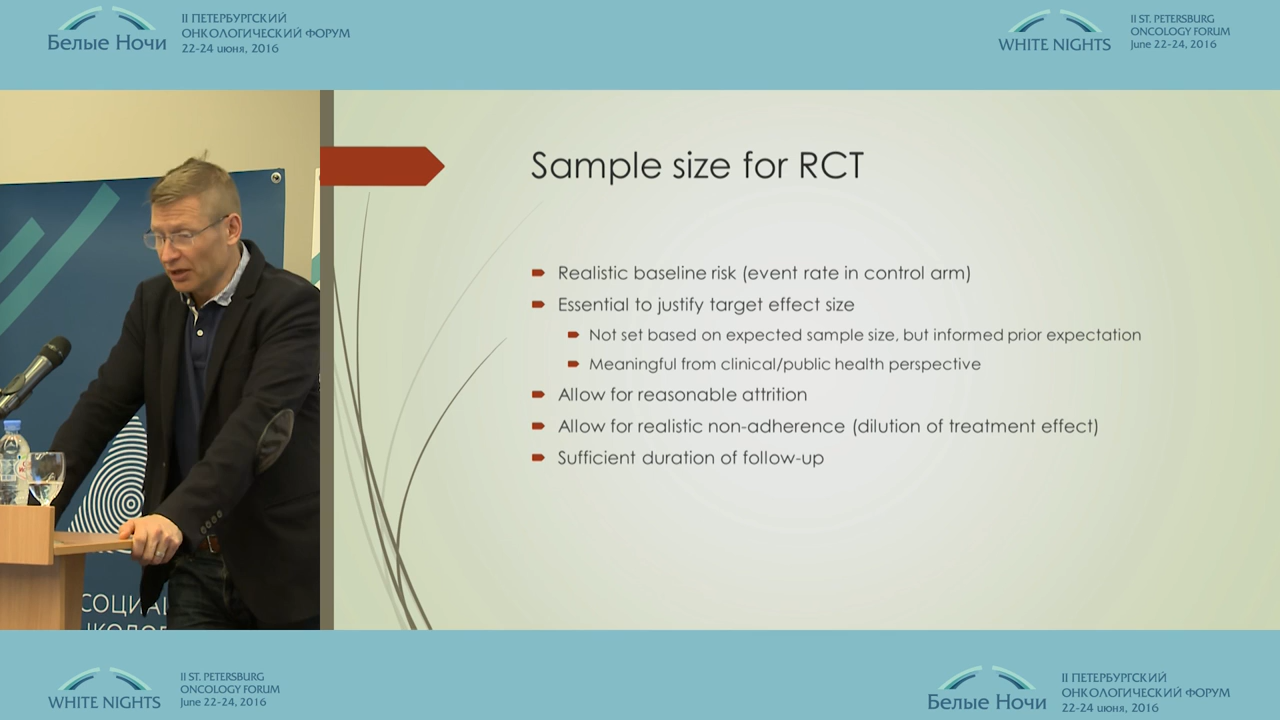 II ПЕТЕРБУРГСКИЙ
ОНКОЛОГИЧЕСКИЙ ФОРУМ
22-24 июня, 2016
Белые Ночи
II ST. PETERSBURG
ONCOLOGY FORUM
June 22-24, 2016
WHITE NIGHTS
Sample size for RCT
Realistic baseline risk (event rate in control arm)
Essential to justify target effect size
Not set based on expected sample size, but informed prior expectation
Meaningful from clinical/public health perspective
Allow for reasonable attrition
Allow for realistic non-adherence (dilution of treatment effect)
Sufficient duration of follow-up
СОЦИА
II ST. PETERSBURG
ONCOLOGY FORUM
June 22-24, 2016
WHITE NIGHTS
II ПЕТЕРБУРГСКИЙ
ОНКОЛОГИЧЕСКИЙ ФОРУМ
22-24 июня, 2016
Белые Ночи